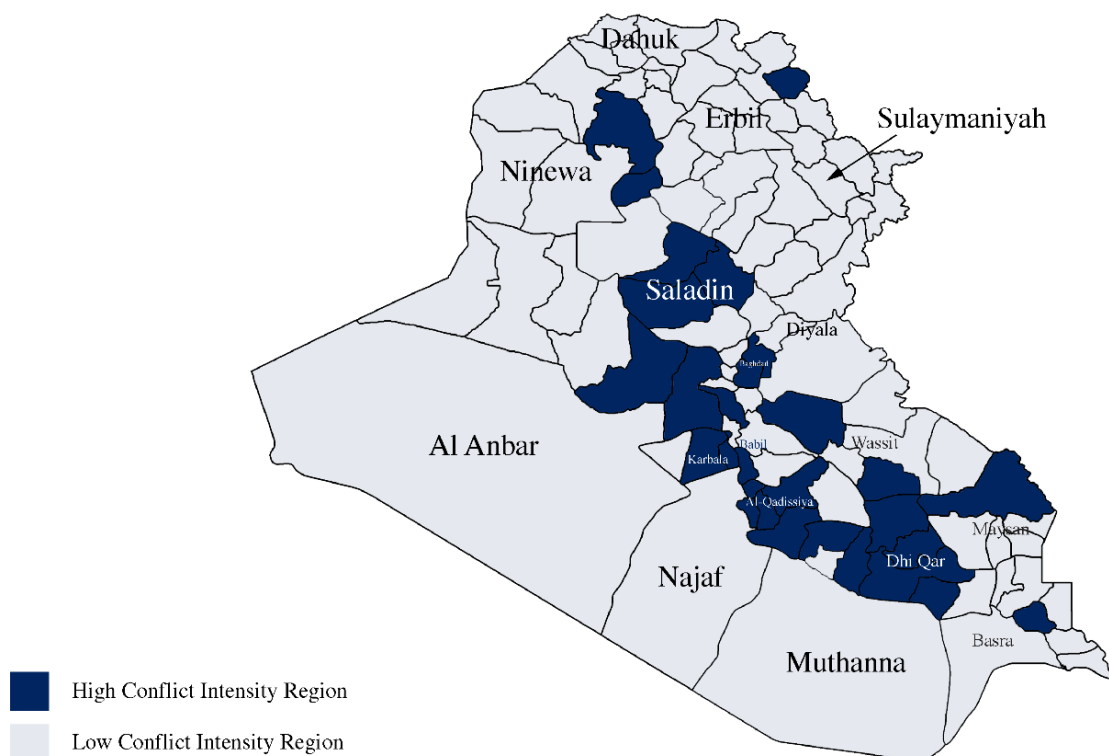 Dahuk
Erbil
Sulaymaniyah
Ninewa
Saladin
Diyala
Baghdad
Al Anbar
Babil
Wassit
Karbala
Al-Qadissiya
Maysan
Najaf
Dhi Qar
Basra
Muthanna
High Conflict Intensity Region
Low Conflict Intensity Region